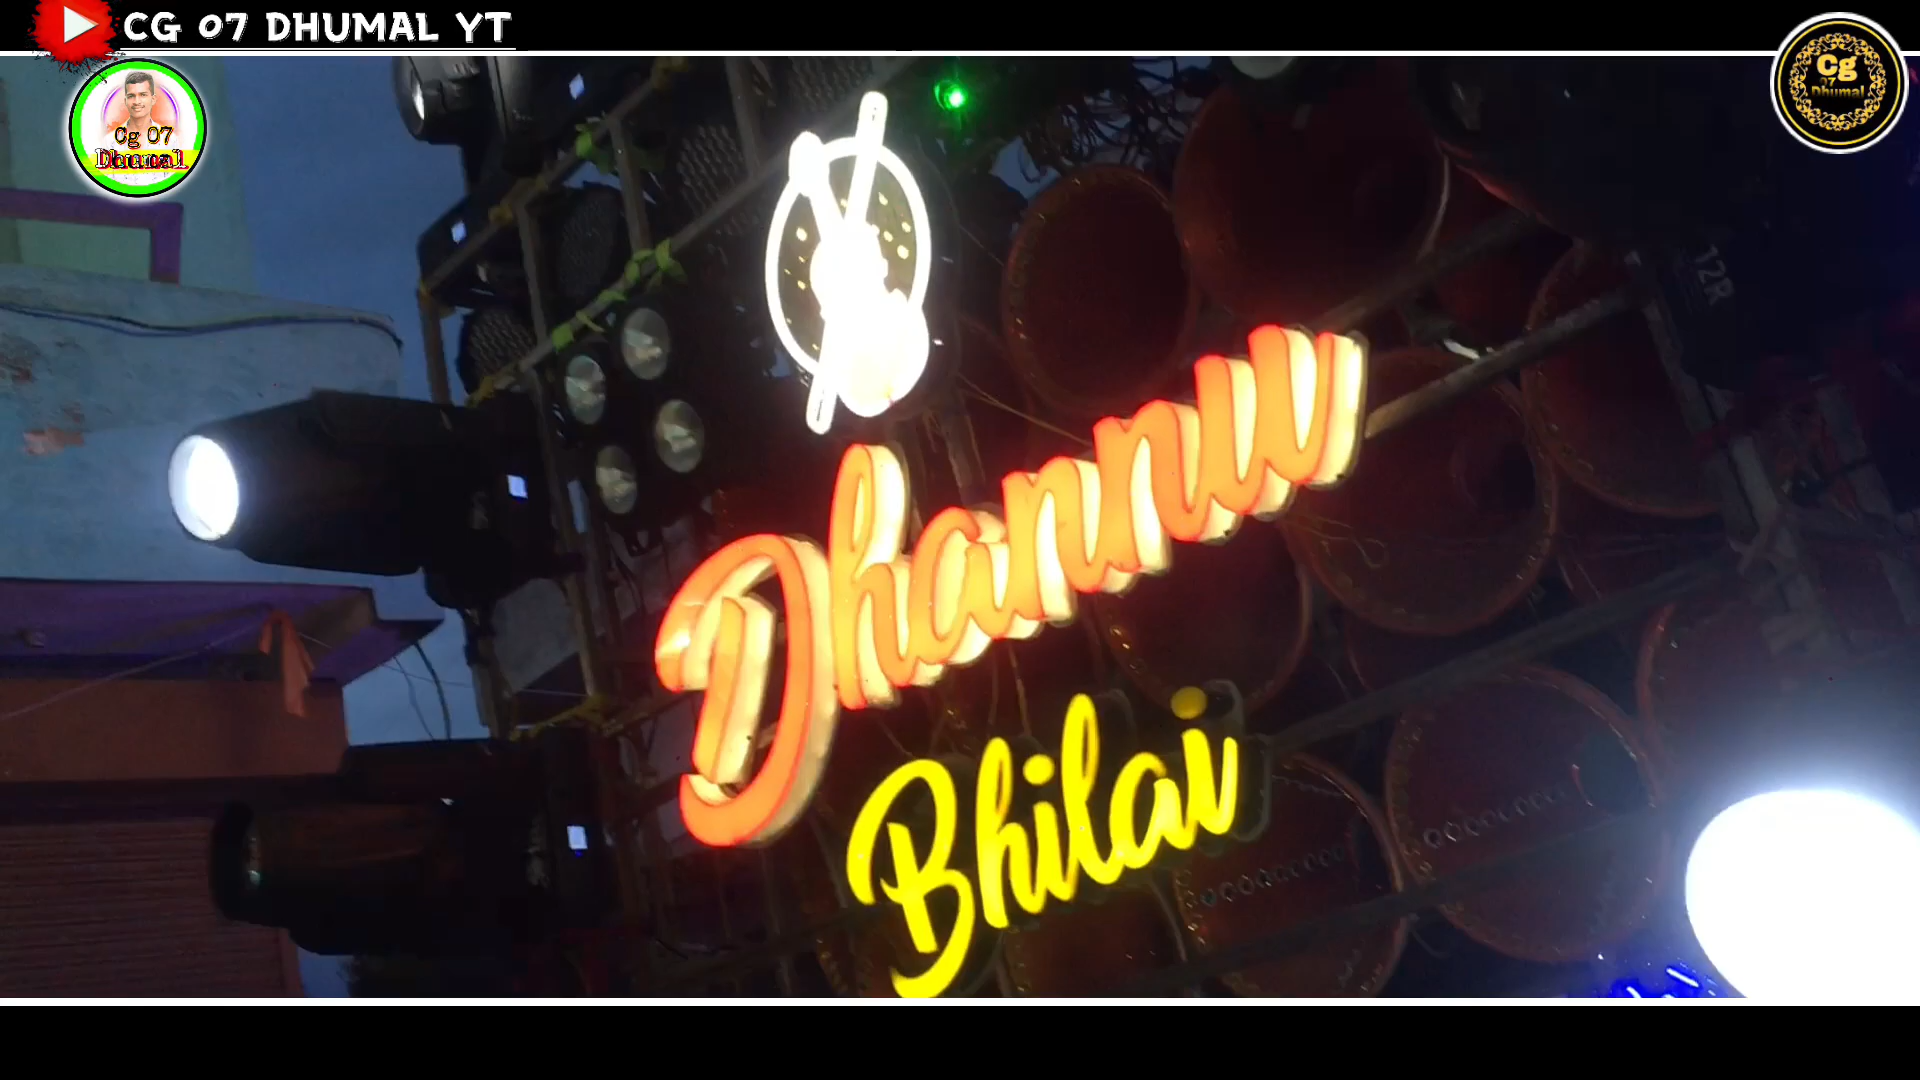 CG 07 DHUMAL YT
Cg 07
Dhumal
Cg
07
Dhumal
12R
Dhannu
Bhilai